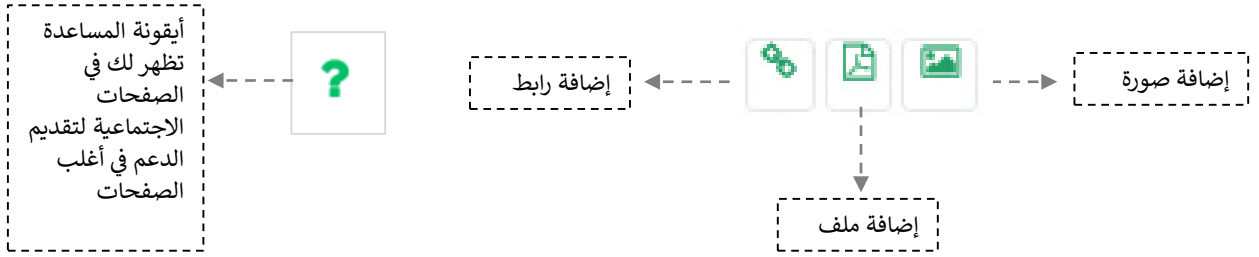 إضافة صورة
إضافة ملف
إضافة رابط
?
أيقونة المساعدة
تظهر لك في
الصفحات
الاجتماعية لتقديم
الدعم في أغلب
الصفحات